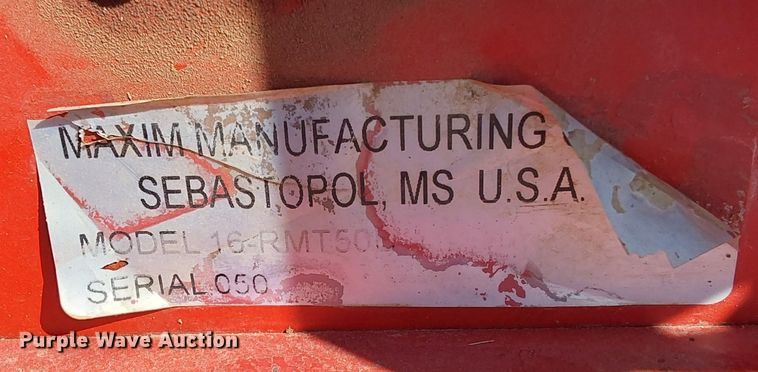 MAXIM MANUFACTURING
SEBASTOPOL, MS U.S.A.
MODEL 16-RMT50
SERIAL 050
Purple Wave Auction